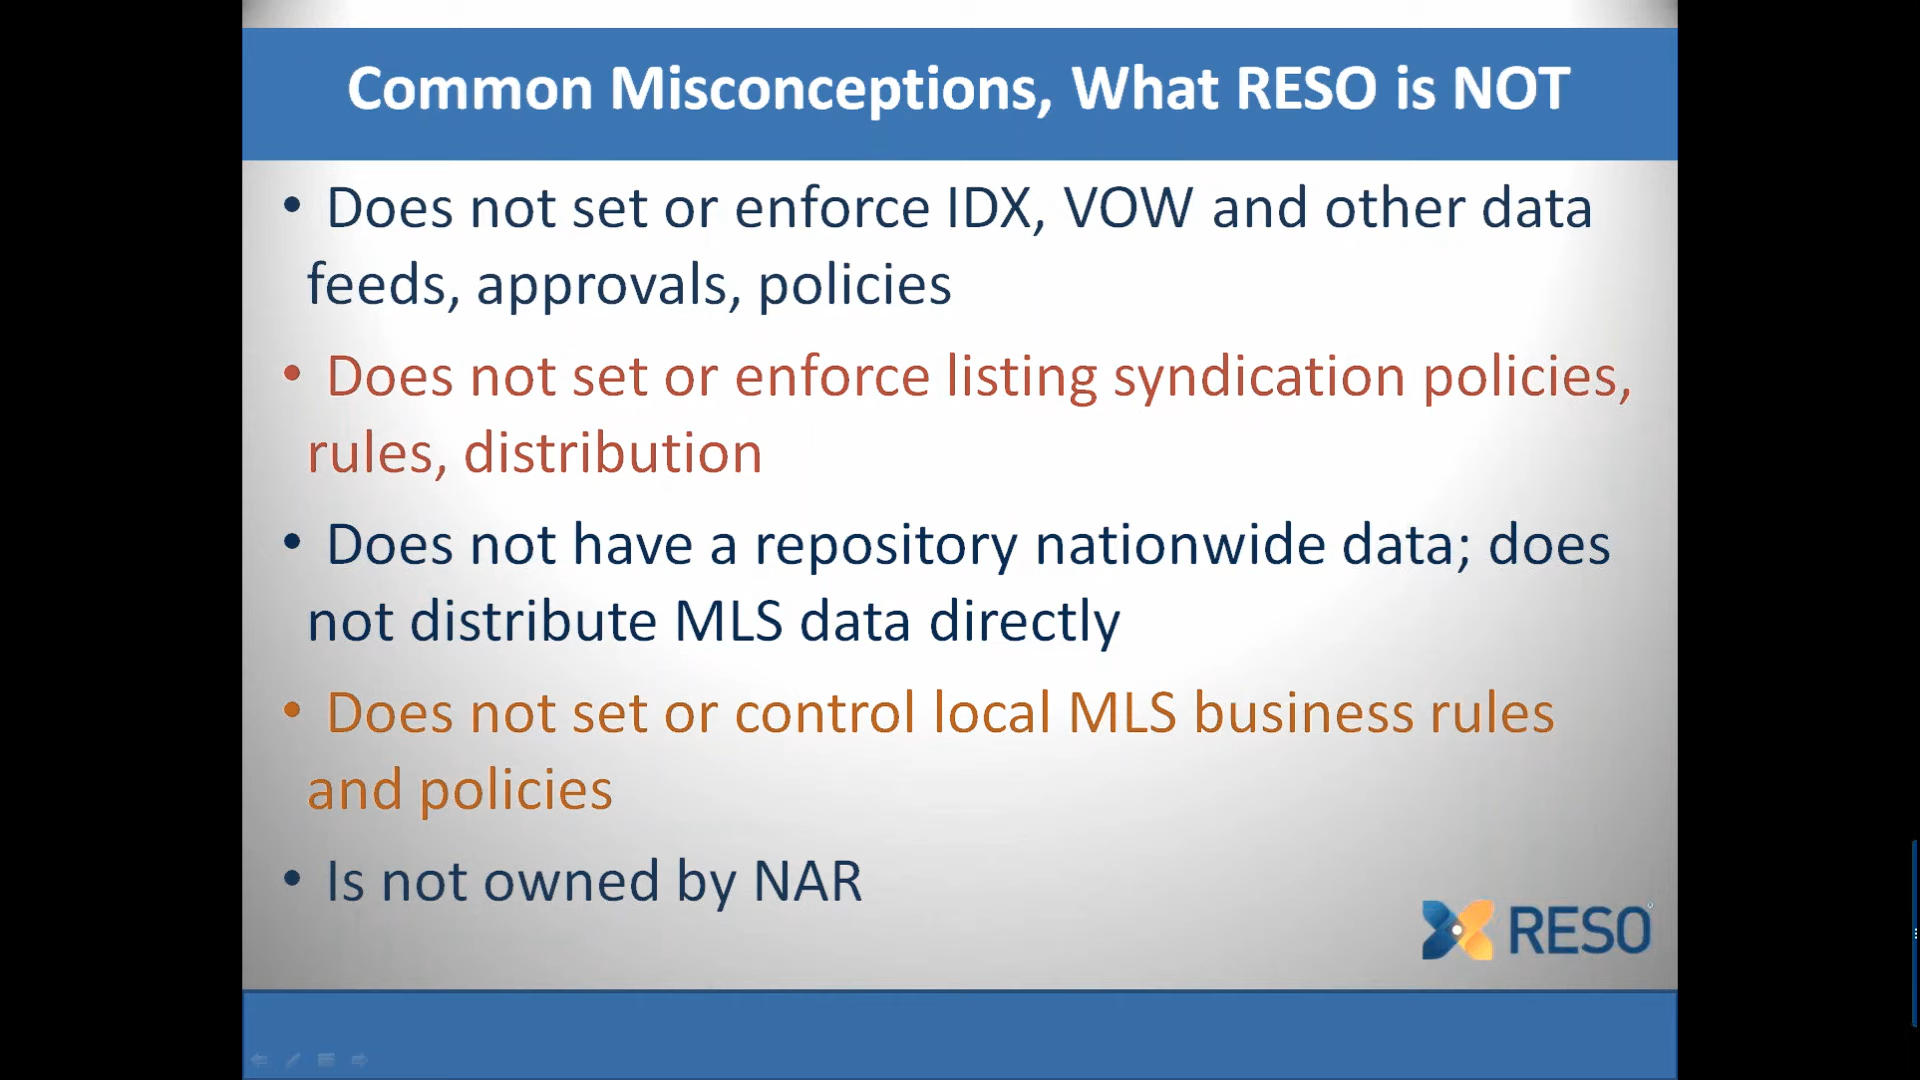 Common Misconceptions, What RESO is NOT
• Does not set or enforce IDX, VOW and other data
feeds, approvals, policies
• Does not set or enforce listing syndication policies,
rules, distribution
• Does not have a repository nationwide data; does
not distribute MLS data directly
• Does not set or control local MLS business rules
and policies
• Is not owned by NAR
RESO